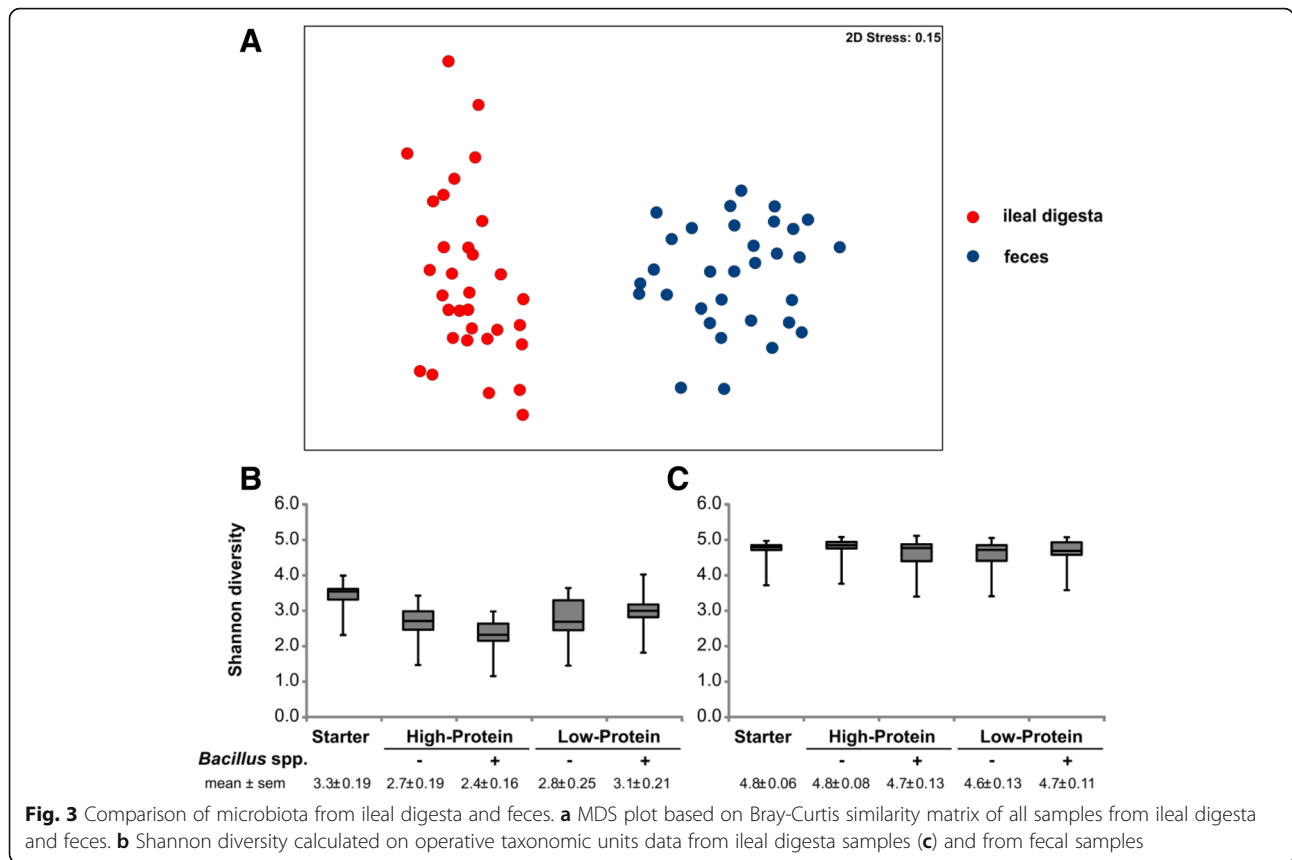 A
2D Stress: 0.15
ileal digesta
feces
B
C
Shannon diversity
6.0
5.0
4.0
3.0
2.0
1.0
0.0
6.0
5.0
4.0
3.0
2.0
1.0
0.0
Starter High-Protein Low-Protein Starter High-Protein Low-Protein
Bacillus spp. - + - + - + - +
mean ± sem 3.3±0.19 2.7±0.19 2.4±0.16 2.8±0.25 3.1±0.21 4.8±0.06 4.8±0.08 4.7±0.13 4.6±0.13 4.7±0.11
Fig. 3 Comparison of microbiota from ileal digesta and feces. a MDS plot based on Bray-Curtis similarity matrix of all samples from ileal digesta
and feces. b Shannon diversity calculated on operative taxonomic units data from ileal digesta samples (c) and from fecal samples